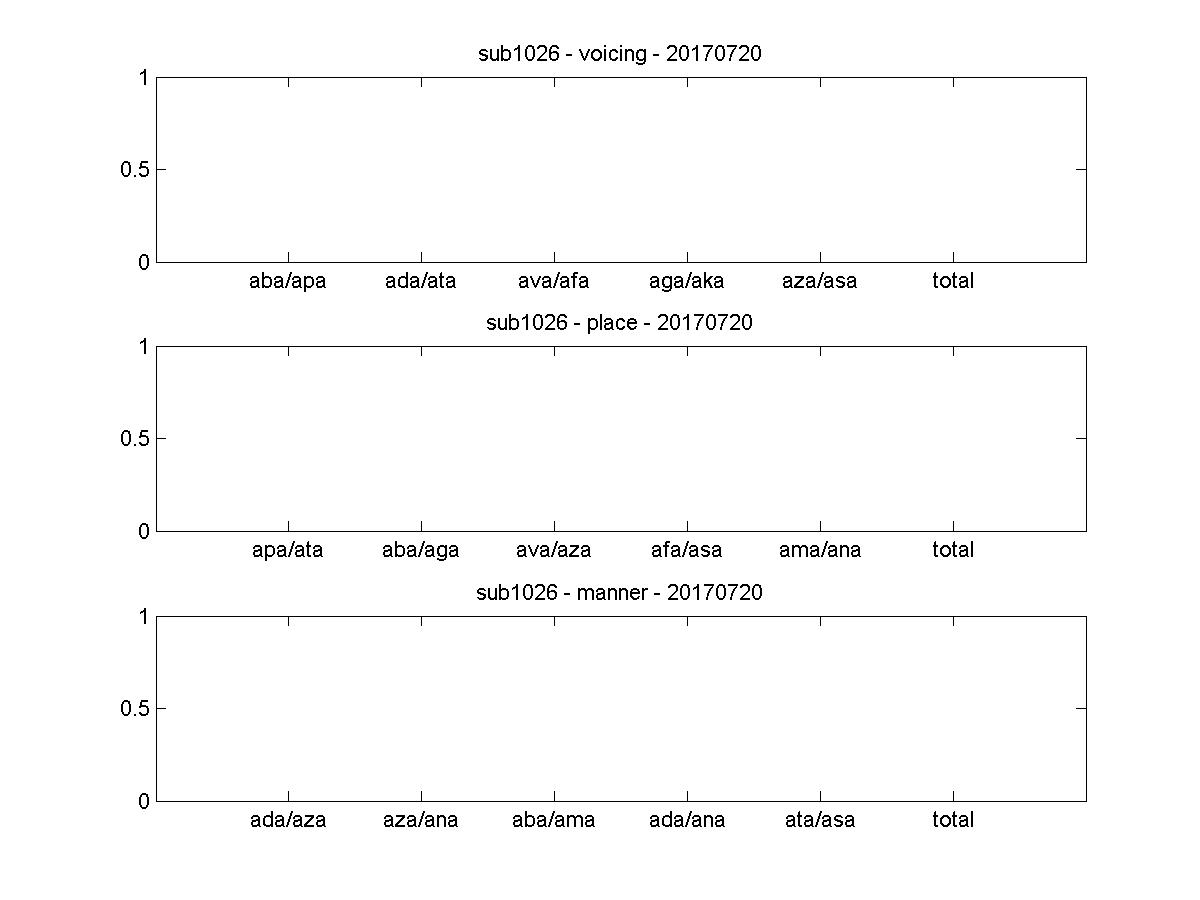 sub1026 - voicing - 20170720
1
0.5
0
aba/apa ada/ata ava/afa aga/aka aza/asa total
sub1026 - place - 20170720
1
0.5
0
apa/ata aba/aga ava/aza afa/asa ama/ana total
sub1026 - manner - 20170720
1
0.5
0
ada/aza aza/ana aba/ama ada/ana ata/asa total